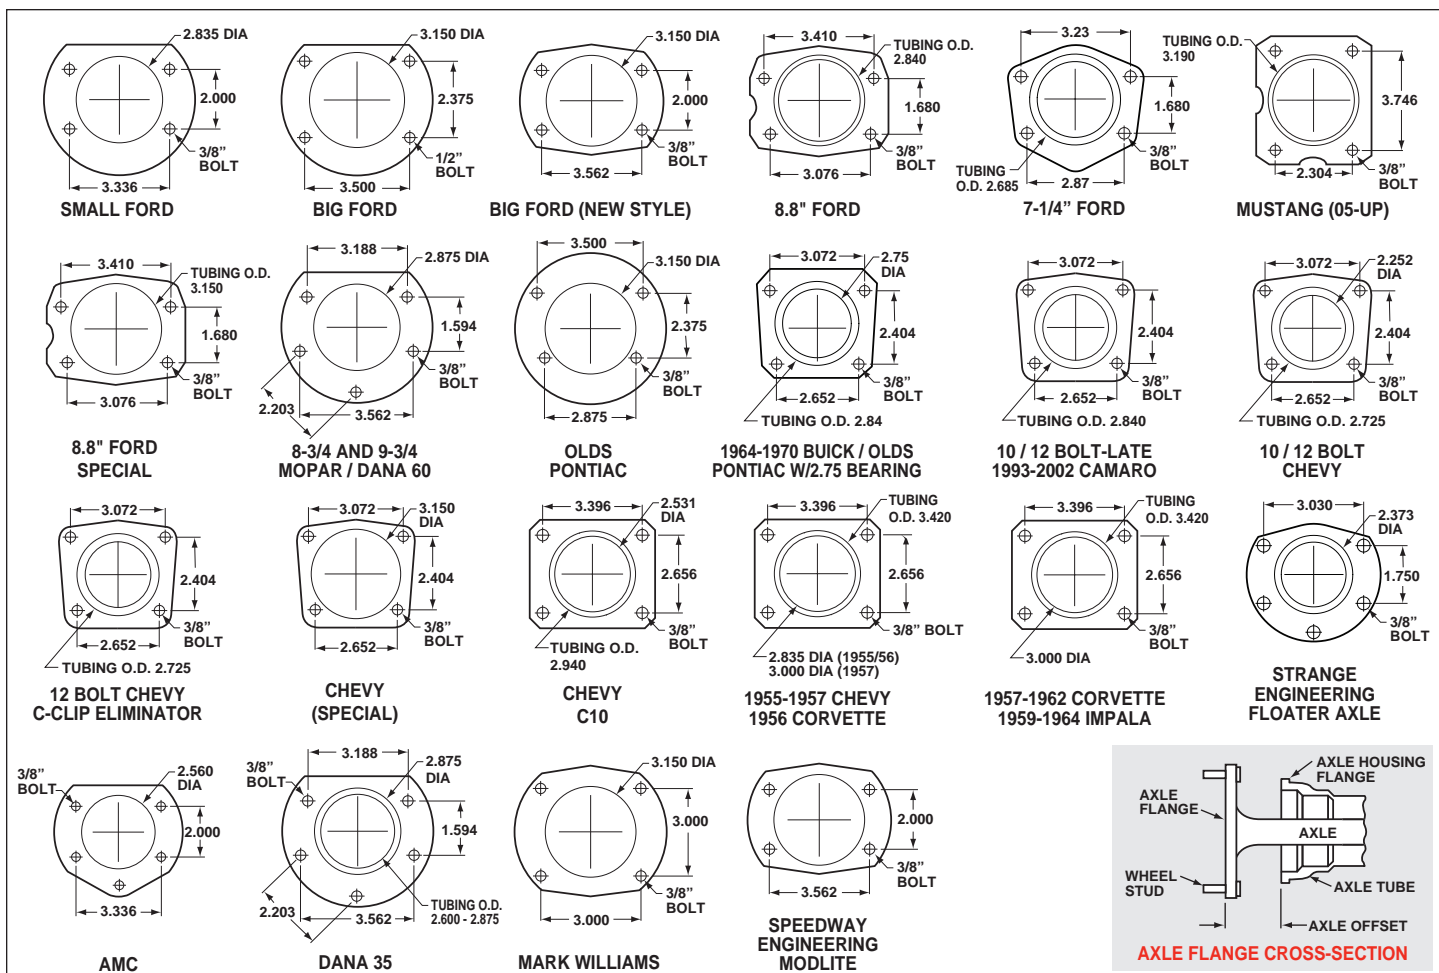 2.835 DIA
2.000
3/8”
BOLT
3.336
SMALL FORD
3.150 DIA
2.375
1/2”
BOLT
3.500
BIG FORD
3.150 DIA
2.000
3/8”
BOLT
3.562
BIG FORD (NEW STYLE)
3.410
TUBING O.D.
2.840
1.680
3/8”
BOLT
3.076
8.8" FORD
3.23
1.680
TUBING
O.D. 2.685
3/8”
BOLT
2.87
7-1/4” FORD
TUBING O.D.
3.190
3.746
2.304
3/8”
BOLT
MUSTANG (05-UP)
3.410
TUBING O.D.
3.150
1.680
3/8”
BOLT
3.076
8.8" FORD
SPECIAL
3.188
2.875 DIA
1.594
3/8”
BOLT
2.203
3.562
8-3/4 AND 9-3/4
MOPAR / DANA 60
3.500
3.150 DIA
2.375
3/8”
BOLT
2.875
OLDS
PONTIAC
3.072
2.75
DIA
2.404
3/8”
BOLT
2.652
TUBING O.D. 2.84
1964-1970 BUICK / OLDS
PONTIAC W/2.75 BEARING
3.072
2.404
3/8”
BOLT
2.652
TUBING O.D. 2.840
10 / 12 BOLT-LATE
1993-2002 CAMARO
3.072
2.252
DIA
2.404
3/8”
BOLT
2.652
TUBING O.D. 2.725
10 / 12 BOLT
CHEVY
3.072
2.404
3/8”
BOLT
2.652
TUBING O.D. 2.725
12 BOLT CHEVY
C-CLIP ELIMINATOR
3.072
3.150
DIA
2.404
3/8”
BOLT
2.652
CHEVY
(SPECIAL)
3.396
2.531
DIA
2.656
3/8”
BOLT
TUBING O.D.
2.940
CHEVY
C10
3.396
TUBING
O.D. 3.420
2.656
3/8” BOLT
2.835 DIA (1955/56)
3.000 DIA (1957)
1955-1957 CHEVY
1956 CORVETTE
3.396
TUBING
O.D. 3.420
2.656
3/8”
BOLT
3.000 DIA
1957-1962 CORVETTE
1959-1964 IMPALA
3.030
2.373
DIA
1.750
3/8”
BOLT
STRANGE
ENGINEERING
FLOATER AXLE
3/8”
BOLT
2.560
DIA
2.000
3.336
AMC
3/8”
BOLT
3.188
2.875
DIA
1.594
2.203
3.562
TUBING O.D.
2.600 - 2.875
DANA 35
3.150 DIA
3.000
3/8”
BOLT
3.000
MARK WILLIAMS
2.000
3/8”
BOLT
3.562
SPEEDWAY
ENGINEERING
MODLITE
AXLE HOUSING
FLANGE
AXLE
FLANGE
AXLE
WHEEL
STUD
AXLE TUBE
AXLE OFFSET
AXLE FLANGE CROSS-SECTION